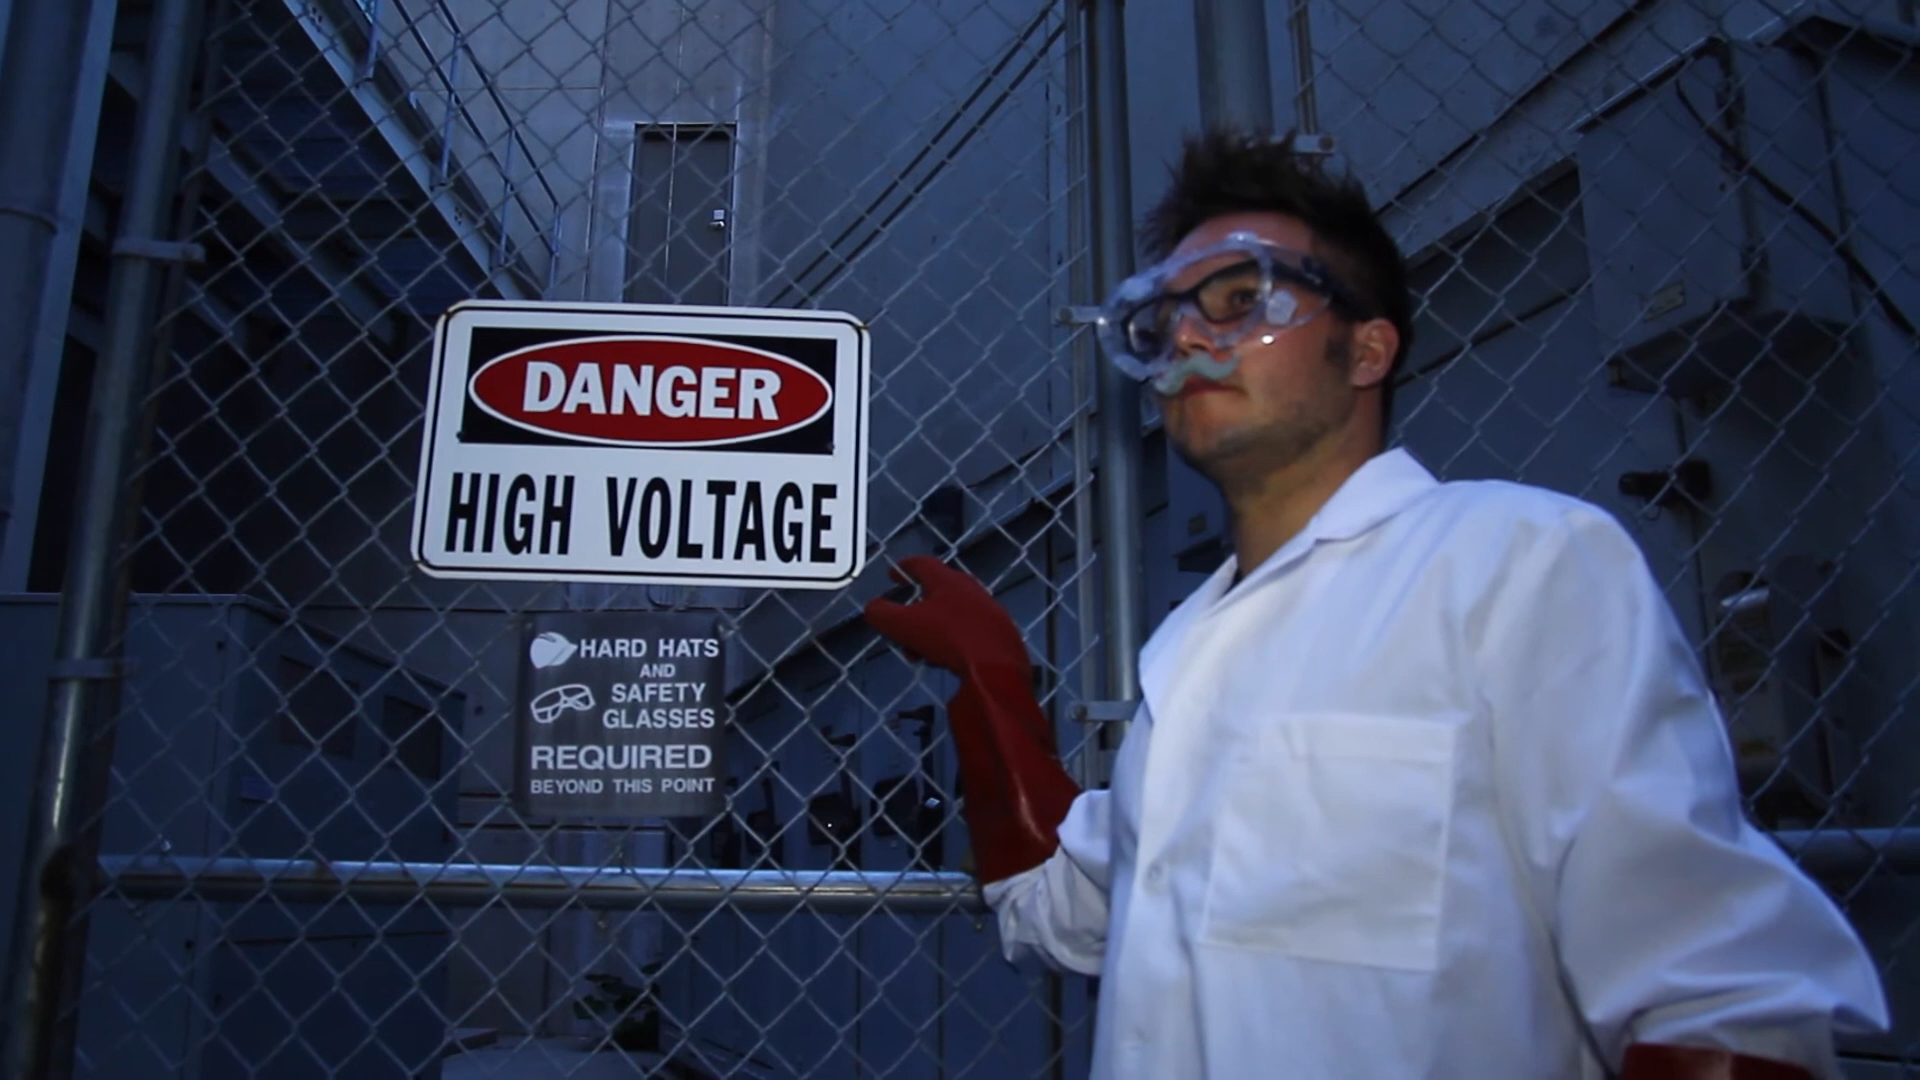 DANGER
HIGH VOLTAGE
HARD HATS
AND
SAFETY
GLASSES
REQUIRED
BEYOND THIS POINT